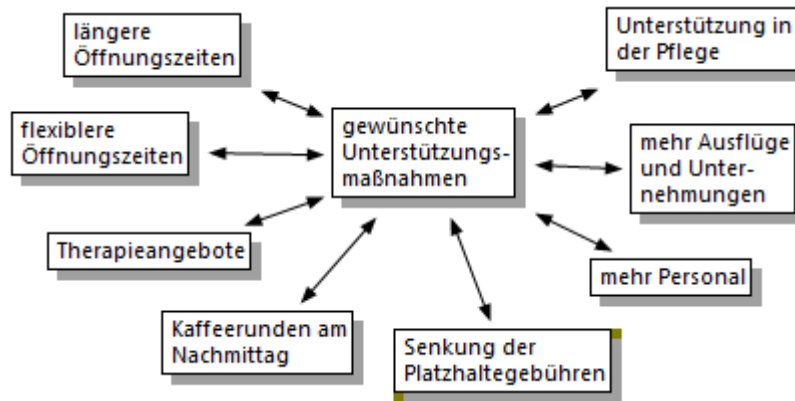 längere
Öffnungszeiten
Unterstützung in
der Pflege
flexiblere
Öffnungszeiten
gewünschte
Unterstützungs-
maßnahmen
mehr Ausflüge
und Unter-
nehmungen
Therapieangebote
mehr Personal
Kaffeerunden am
Nachmittag
Senkung der
Platzhaltegebühren